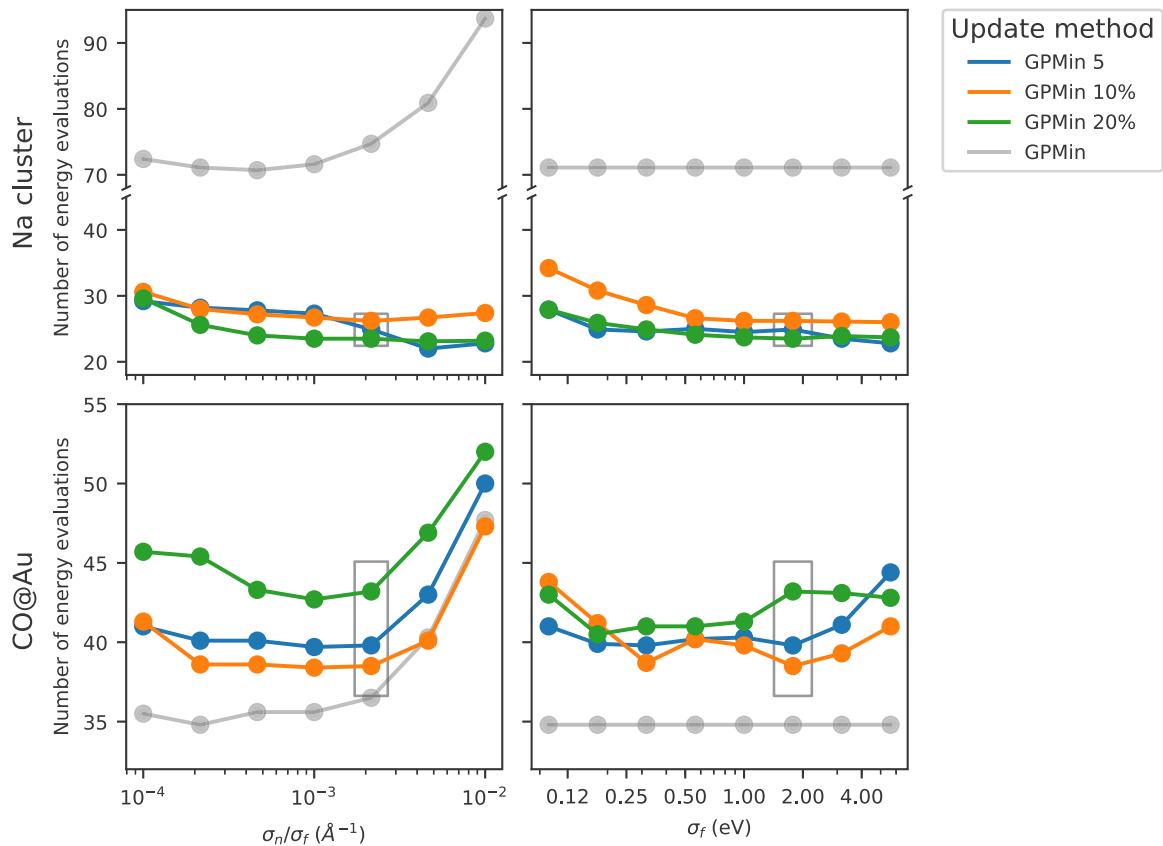 Update method
GPMin 5
GPMin 10%
GPMin 20%
GPMin
Na cluster
Number of energy evaluations
90
80
70
40
30
20
CO@Au
Number of energy evaluations
55
50
45
40
35
10⁻⁴
10⁻³
10⁻²
σₙ/σ_f (Å⁻¹)
0.12
0.25
0.50
1.00
2.00
4.00
σ_f (eV)